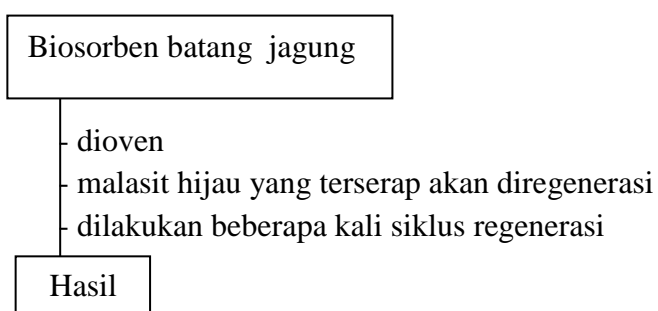 Biosorben batang jagung
- dioven
- malasit hijau yang terserap akan diregenerasi
- dilakukan beberapa kali siklus regenerasi
Hasil